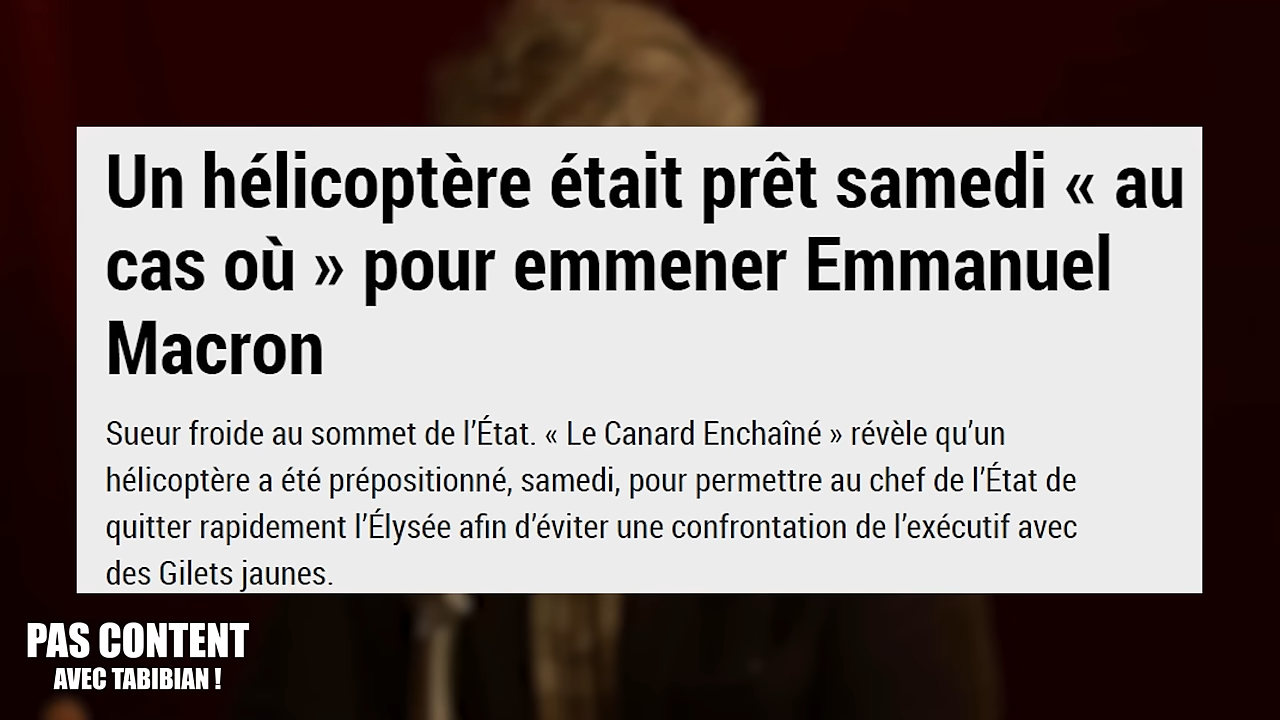 Un hélicoptère était prêt samedi « au
cas où » pour emmener Emmanuel
Macron
Sueur froide au sommet de l’État. « Le Canard Enchaîné » révèle qu’un
hélicoptère a été prépositionné, samedi, pour permettre au chef de l’État de
quitter rapidement l’Élysée afin d’éviter une confrontation de l’exécutif avec
des Gilets jaunes.
PAS CONTENT
AVEC TABIBIAN !